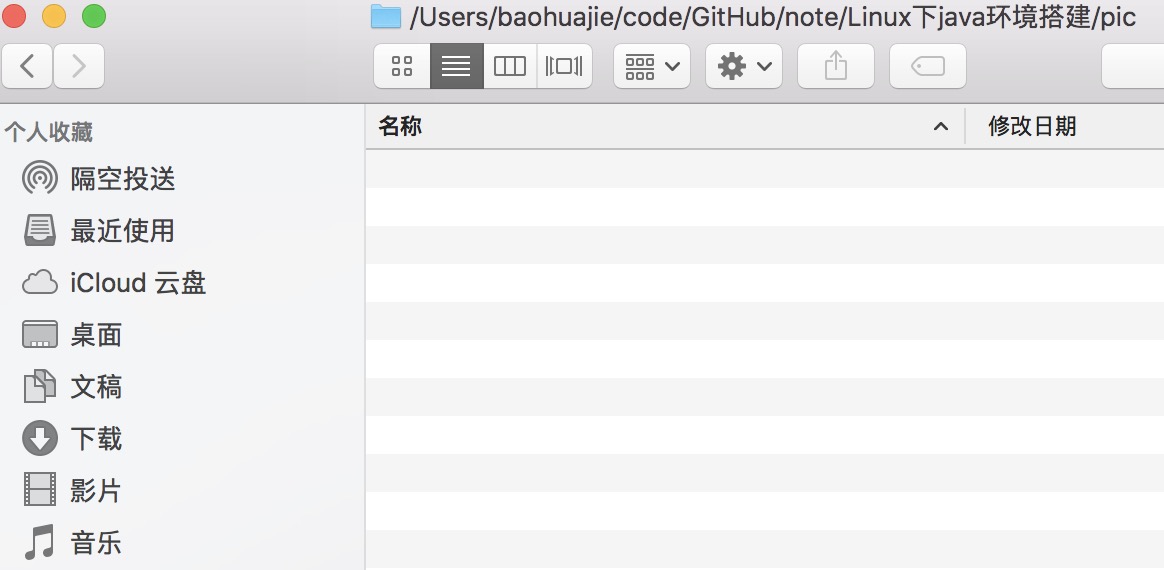 /Users/baohuajie/code/GitHub/note/Linux下java环境搭建/pic
个人收藏
名称
修改日期
隔空投送
最近使用
iCloud 云盘
桌面
文稿
下载
影片
音乐